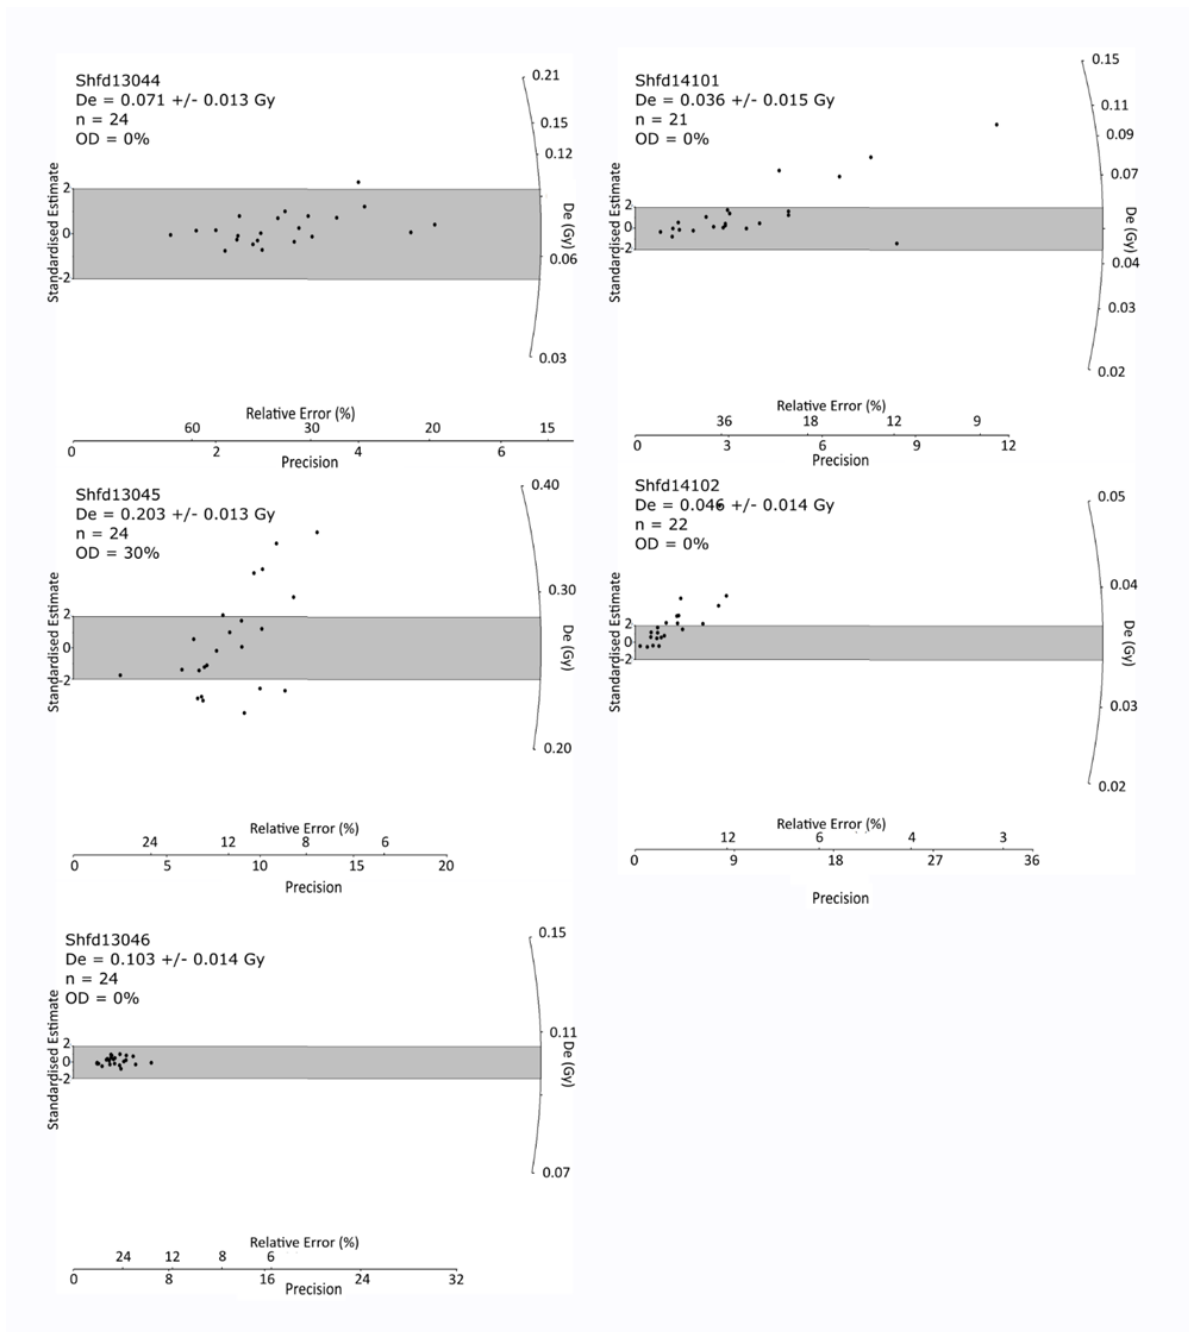 Shfd13044
De = 0.071 +/- 0.013 Gy
n = 24
OD = 0%
Standardised Estimate
2
0
-2
0.21
0.15
0.12
0.06
0.03
De (Gy)
Relative Error (%)
60 30 20 15
0 2 4 6
Precision
Shfd14101
De = 0.036 +/- 0.015 Gy
n = 21
OD = 0%
Standardised Estimate
2
0
-2
0.15
0.11
0.09
0.07
0.04
0.03
0.02
De (Gy)
Relative Error (%)
36 18 12 9
0 3 6 9 12
Precision
Shfd13045
De = 0.203 +/- 0.013 Gy
n = 24
OD = 30%
Standardised Estimate
2
0
-2
0.40
0.30
0.20
De (Gy)
Relative Error (%)
24 12 8 6
0 5 10 15 20
Precision
Shfd14102
De = 0.046 +/- 0.014 Gy
n = 22
OD = 0%
Standardised Estimate
2
0
-2
0.05
0.04
0.03
0.02
De (Gy)
Relative Error (%)
12 6 4 3
0 9 18 27 36
Precision
Shfd13046
De = 0.103 +/- 0.014 Gy
n = 24
OD = 0%
Standardised Estimate
2
0
-2
0.15
0.11
0.07
De (Gy)
Relative Error (%)
24 12 8 6
0 8 16 24 32
Precision